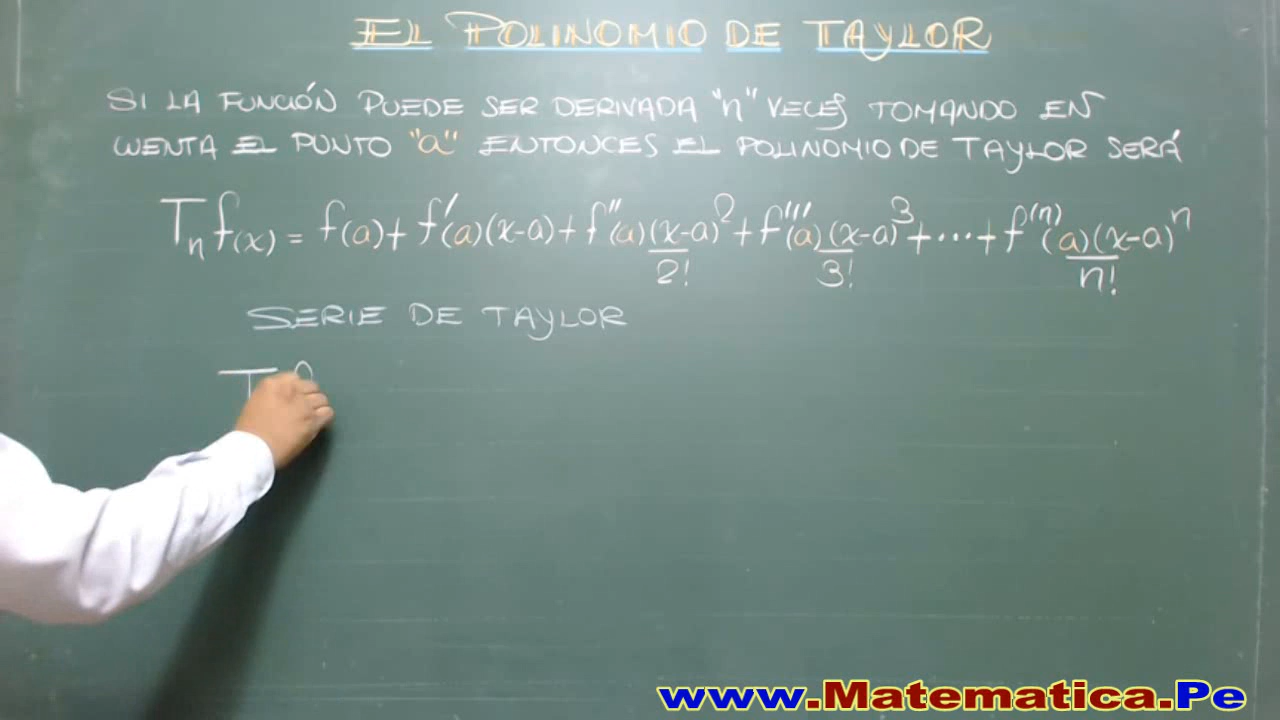 EL POLINOMIO DE TAYLOR
SI LA FUNCIÓN PUEDE SER DERIVADA "n" VECES TOMANDO EN
CUENTA EL PUNTO "a" ENTONCES EL POLINOMIO DE TAYLOR SERÁ
Tₙf(x) = f(a) + f'(a)(x-a) + f''(a)(x-a)²/2! + f'''(a)(x-a)³/3! + ... + f⁽ⁿ⁾(a)(x-a)ⁿ/n!
SERIE DE TAYLOR
T
www.Matematica.Pe